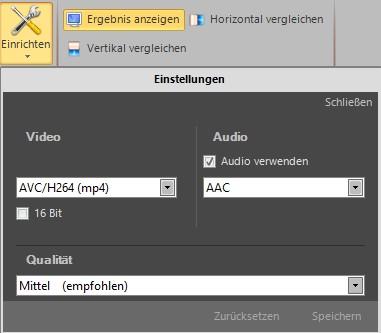 Einrichten
Ergebnis anzeigen
Horizontal vergleichen
Vertikal vergleichen
Einstellungen
Schließen
Video
Audio
Audio verwenden
AVC/H264 (mp4)
AAC
16 Bit
Qualität
Mittel (empfohlen)
Zurücksetzen
Speichern